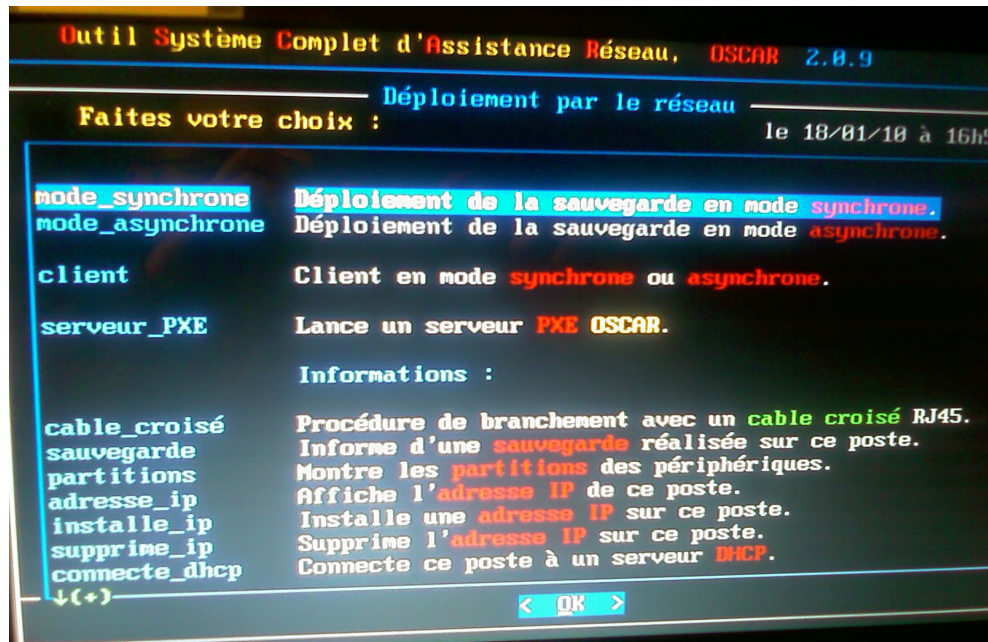 Outil Système Complet d'Assistance Réseau, OSCAR 2.0.9
Déploiement par le réseau
Faites votre choix :
le 18/01/10 à 16h
mode_synchrone Déploiement de la sauvegarde en mode synchrone.
mode_asynchrone Déploiement de la sauvegarde en mode asynchrone.
client Client en mode synchrone ou asynchrone.
serveur_PXE Lance un serveur PXE OSCAR.
Informations :
cable_croisé Procédure de branchement avec un cable croisé RJ45.
sauvegarde Informe d'une sauvegarde réalisée sur ce poste.
partitions Montre les partitions des périphériques.
adresse_ip Affiche l'adresse IP de ce poste.
installe_ip Installe une adresse IP sur ce poste.
supprime_ip Supprime l'adresse IP sur ce poste.
connecte_dhcp Connecte ce poste à un serveur DHCP.
↓(+)
< OK >